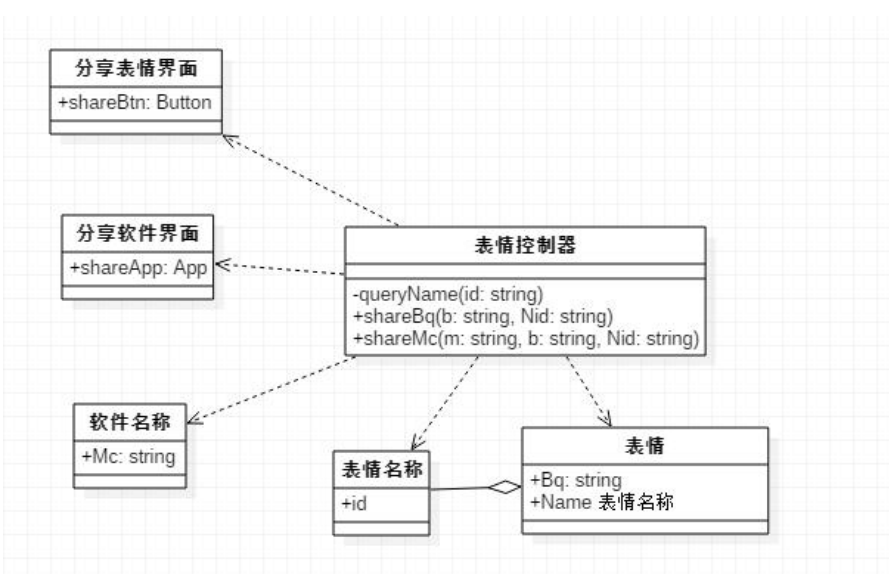 分享表情界面
+shareBtn: Button
分享软件界面
+shareApp: App
表情控制器
-queryName(id: string)
+shareBq(b: string, Nid: string)
+shareMc(m: string, b: string, Nid: string)
软件名称
+Mc: string
表情名称
+id
表情
+Bq: string
+Name 表情名称